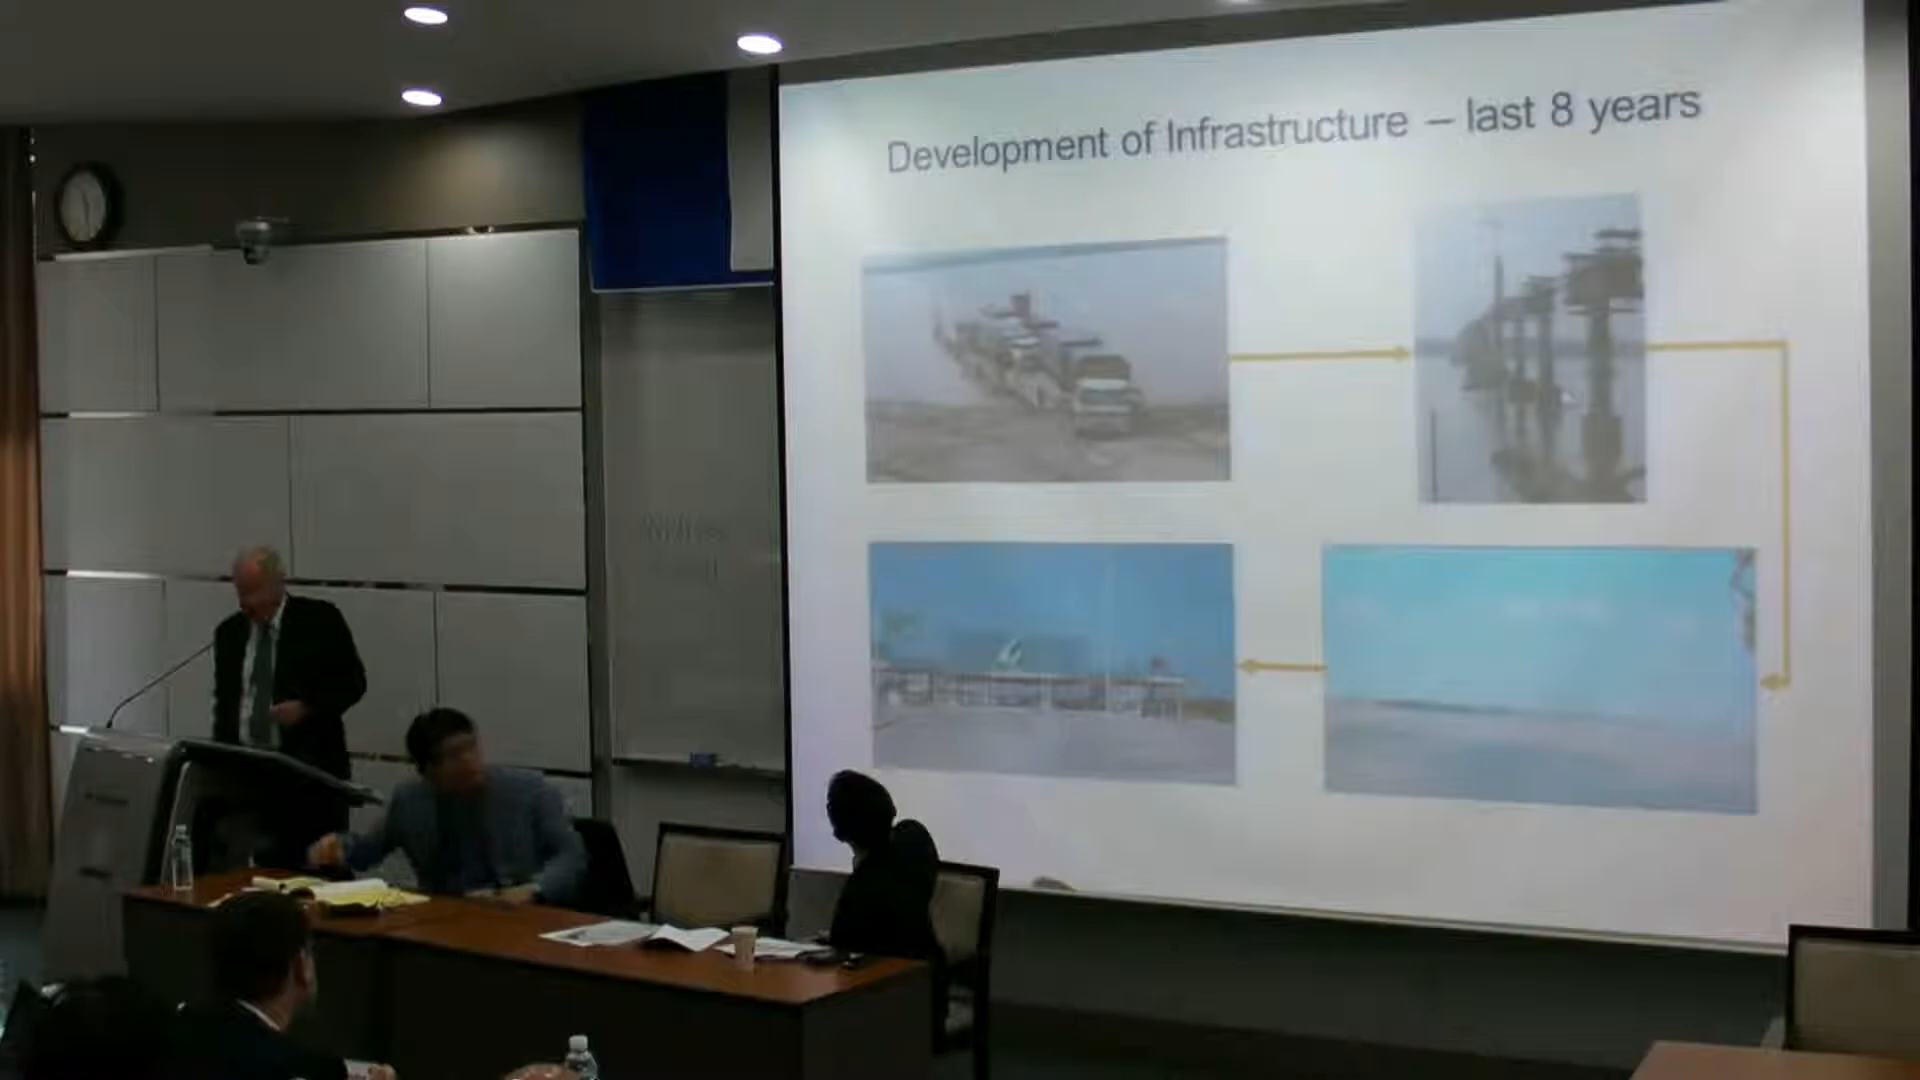 Development of Infrastructure – last 8 years